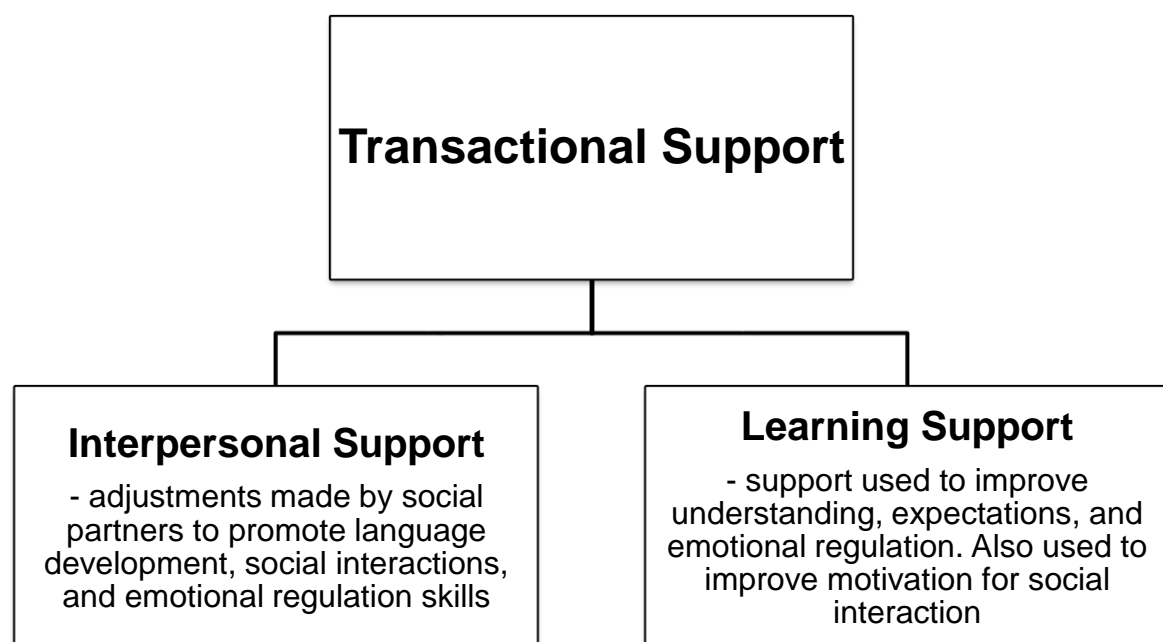 Transactional Support
Interpersonal Support
- adjustments made by social
partners to promote language
development, social interactions,
and emotional regulation skills
Learning Support
- support used to improve
understanding, expectations, and
emotional regulation. Also used to
improve motivation for social
interaction